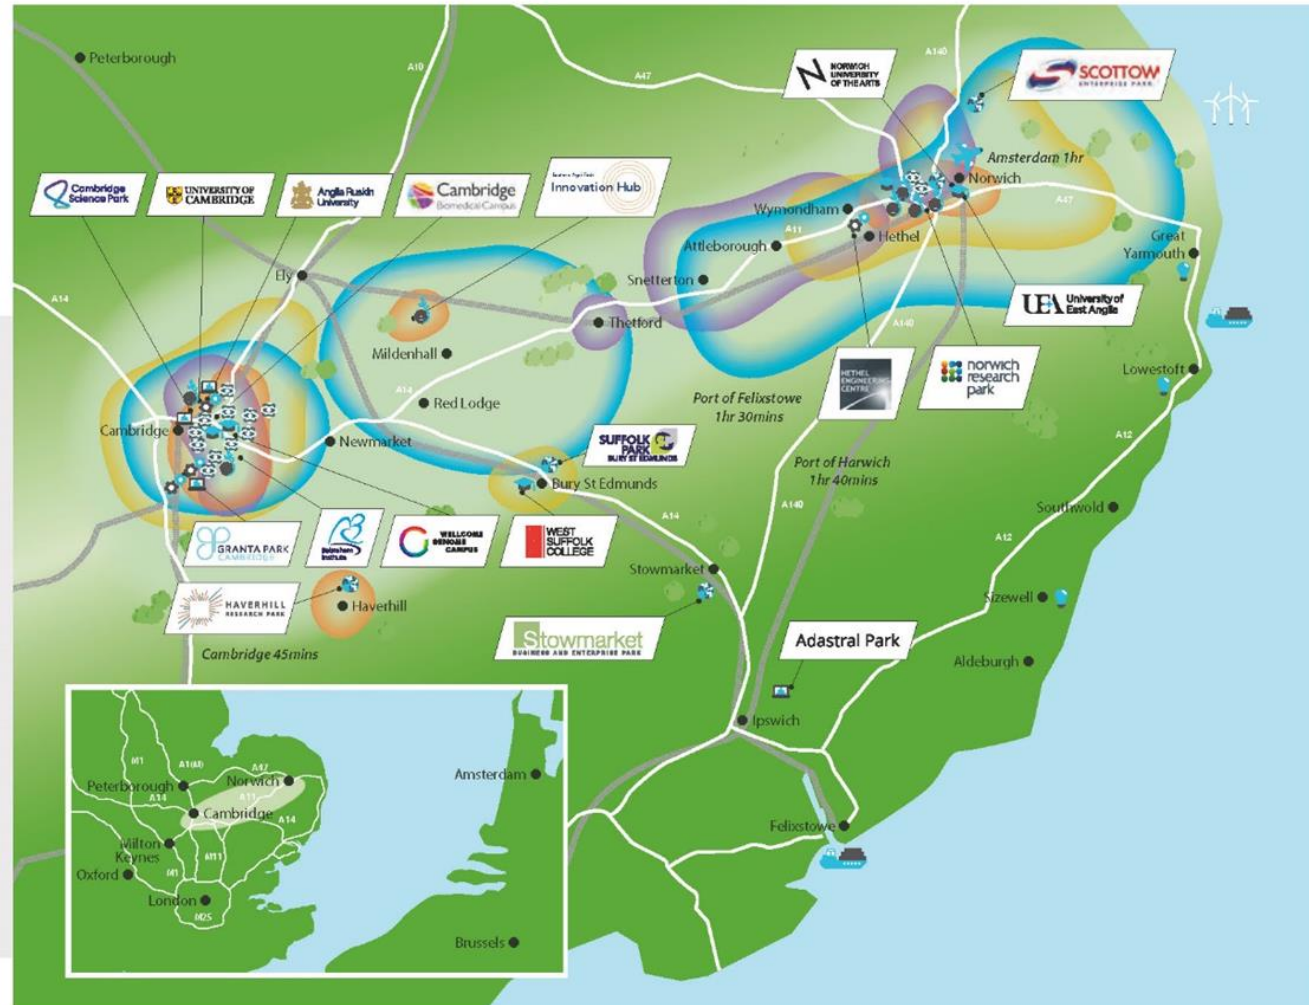 Peterborough
A10
A47
A140
NORWICH
UNIVERSITY
OF THE ARTS
SCOTTOW
ENTERPRISE PARK
Amsterdam 1hr
Norwich
Cambridge
Science Park
UNIVERSITY OF
CAMBRIDGE
Anglia Ruskin
University
Cambridge
Biomedical Campus
Innovation Hub
Wymondham
A47
A11
Hethel
Attleborough
Great
Yarmouth
Snetterton
Ely
A14
UEA
University of
East Anglia
Thetford
A140
Mildenhall
HETHEL
ENGINEERING
CENTRE
norwich
research
park
Lowestoft
A14
Red Lodge
Port of Felixstowe
1hr 30mins
Cambridge
Newmarket
SUFFOLK
PARK
BURY ST EDMUNDS
A12
Port of Harwich
1hr 40mins
Bury St Edmunds
A14
A140
Southwold
GRANTA PARK
CAMBRIDGE
Babraham
Institute
WELLCOME
GENOME
CAMPUS
WEST
SUFFOLK
COLLEGE
A12
Stowmarket
HAVERHILL
RESEARCH PARK
Haverhill
Sizewell
Stowmarket
BUSINESS AND ENTERPRISE PARK
Adastral Park
Cambridge 45mins
Aldeburgh
Ipswich
Felixstowe
M1
A1(M)
A47
Norwich
Amsterdam
Peterborough
A14
A11
Cambridge
A14
Milton
Keynes
M11
Oxford
M1
London
M25
Brussels